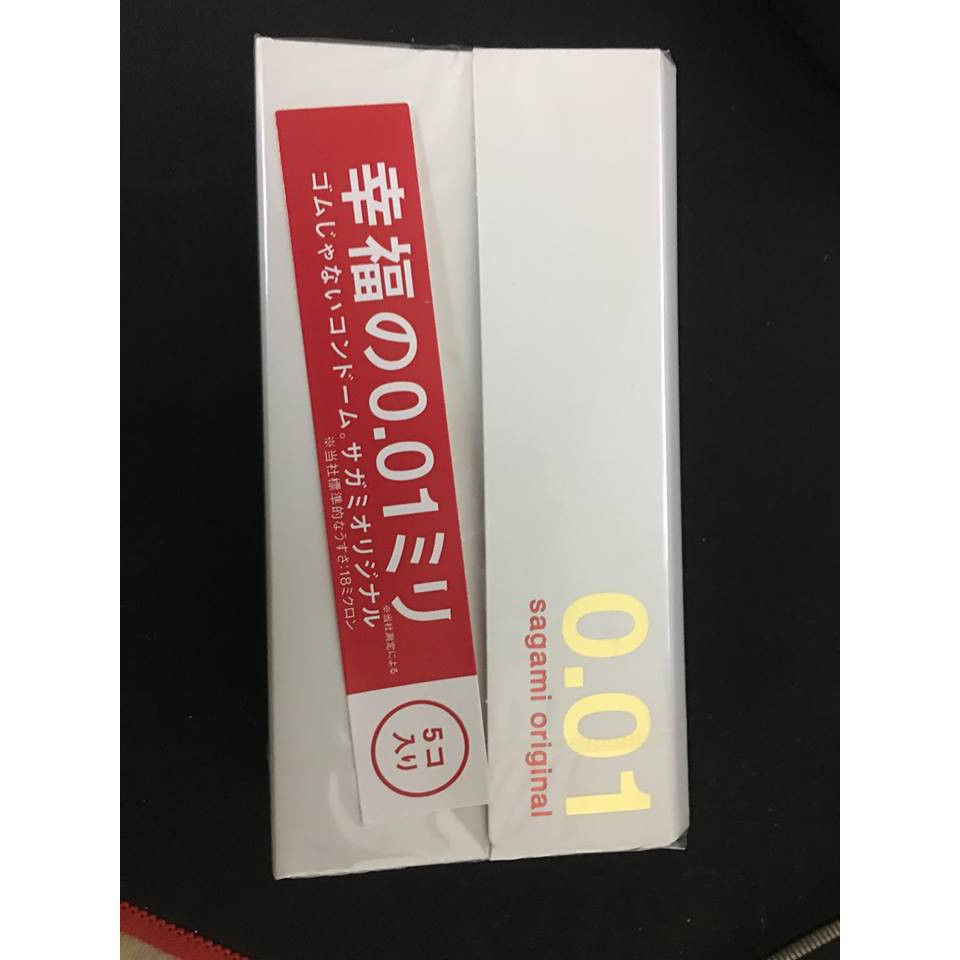 幸福の0.01ミリ
※当社測定による
ゴムじゃないコンドーム。サガミオリジナル
※当社標準的なうすさ:18ミクロン
5コ
入り
0.01
sagami original